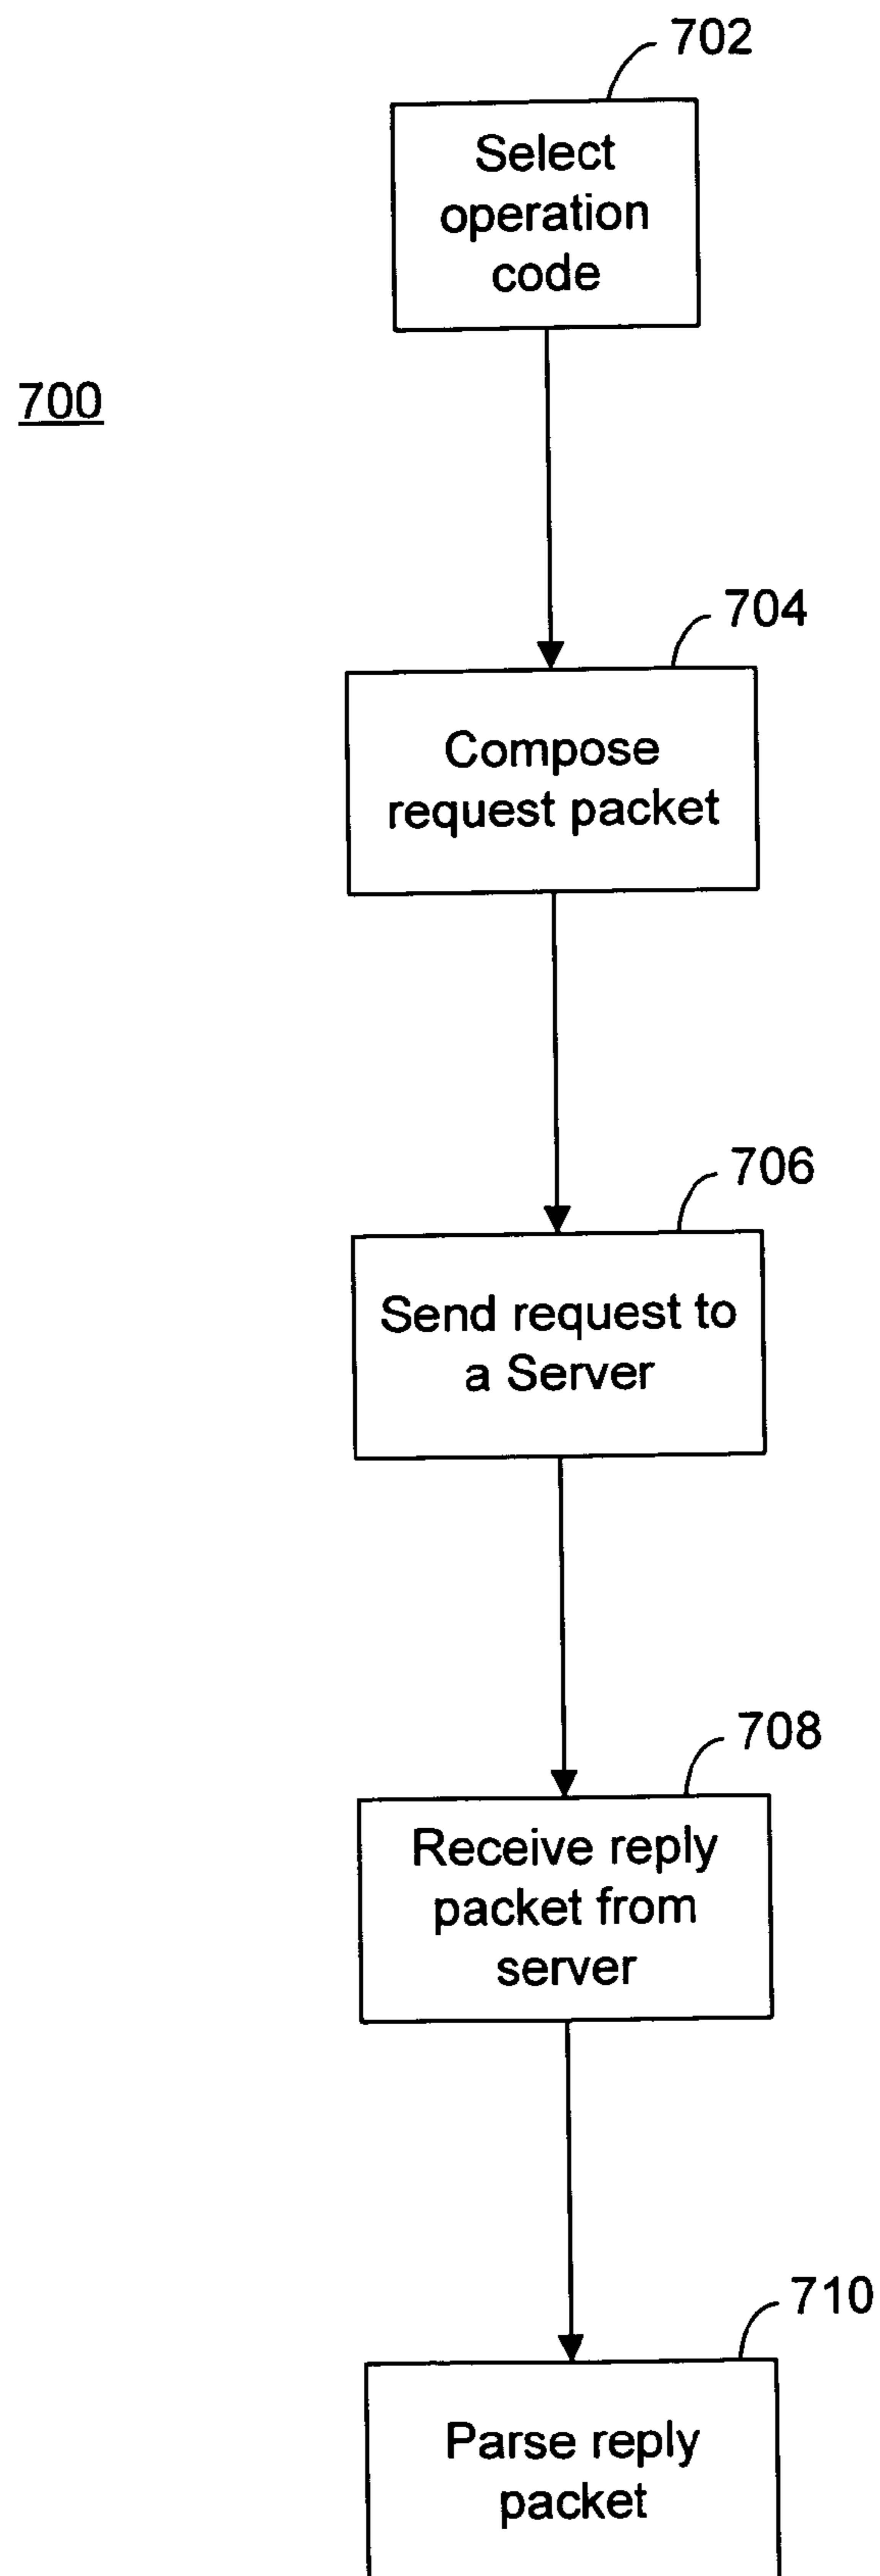 702
Select
operation
code
700
704
Compose
request packet
706
Send request to
a Server
708
Receive reply
packet from
server
710
Parse reply
packet